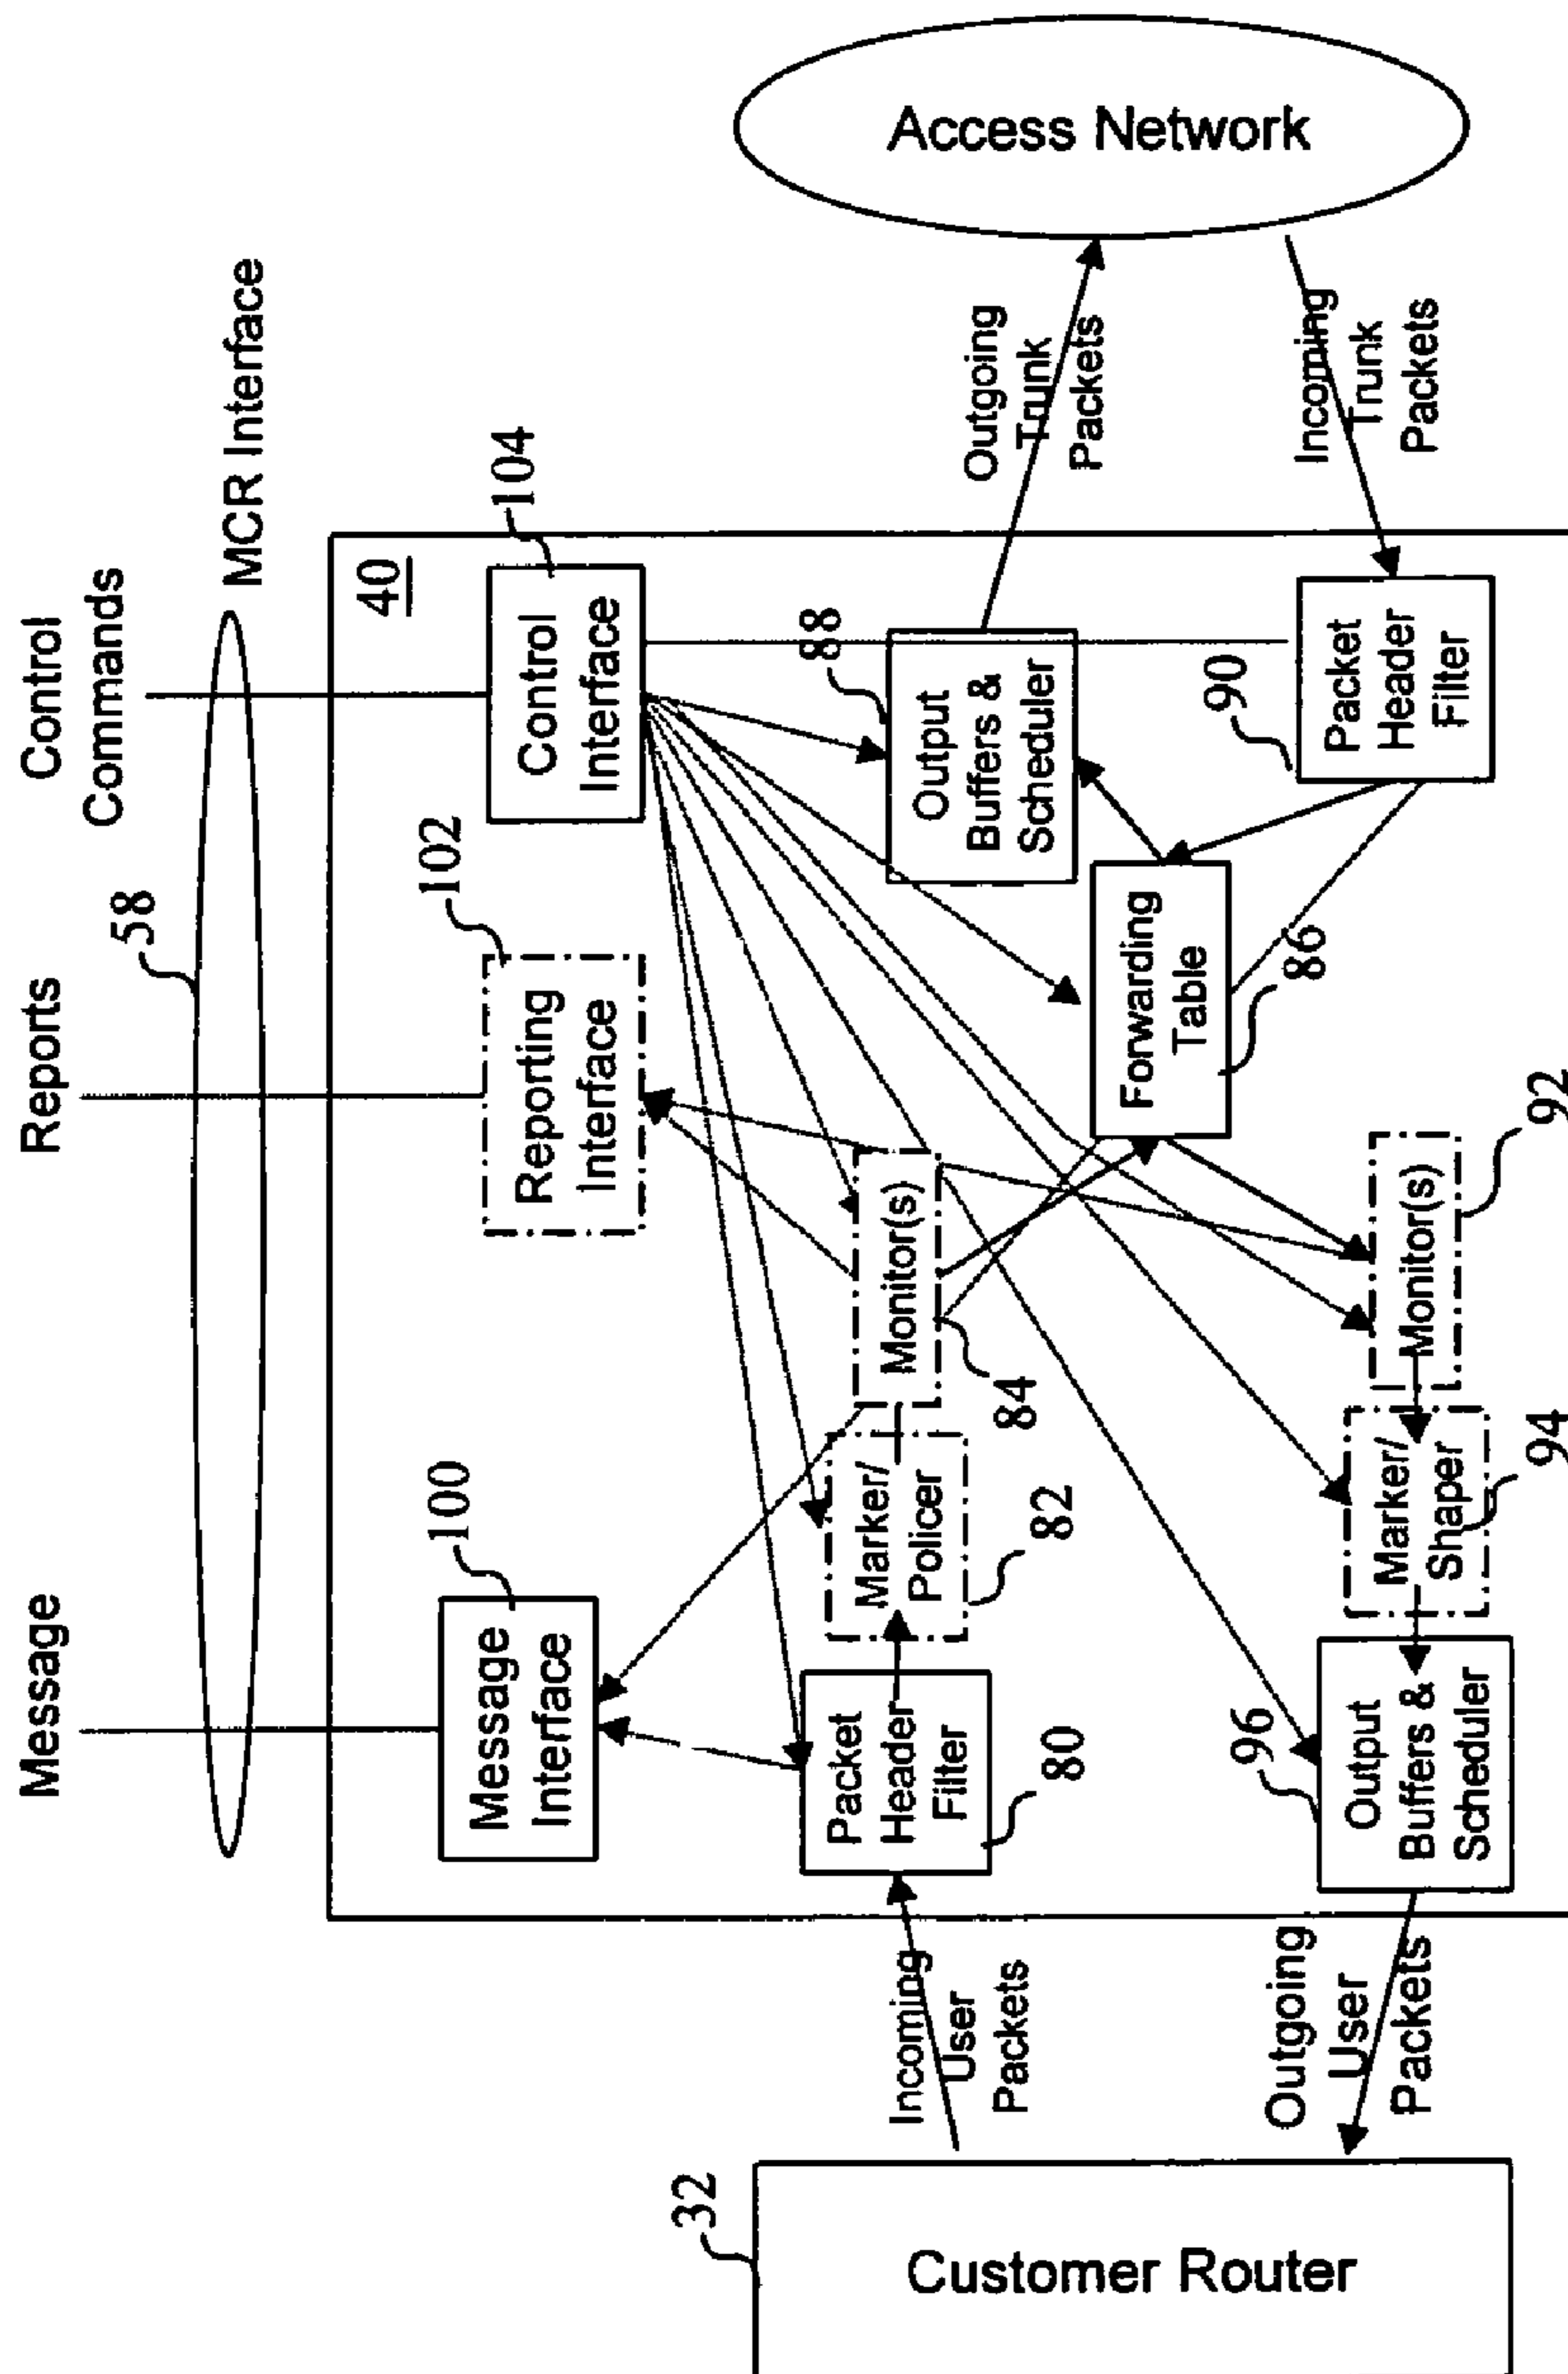 Message
Reports
Control
Commands
58
MCR Interface
40
100
Message
Interface
102
Reporting
Interface
104
Control
Interface
32
Customer Router
Incoming
User
Packets
Packet
Header
Filter
80
Marker/
Policer
82
Monitor(s)
84
Forwarding
Table
86
Output
Buffers &
Scheduler
88
Outgoing
Trunk
Packets
Access Network
Incoming
Trunk
Packets
Packet
Header
Filter
90
Monitor(s)
92
Marker/
Shaper
94
Output
Buffers &
Scheduler
96
Outgoing
User
Packets